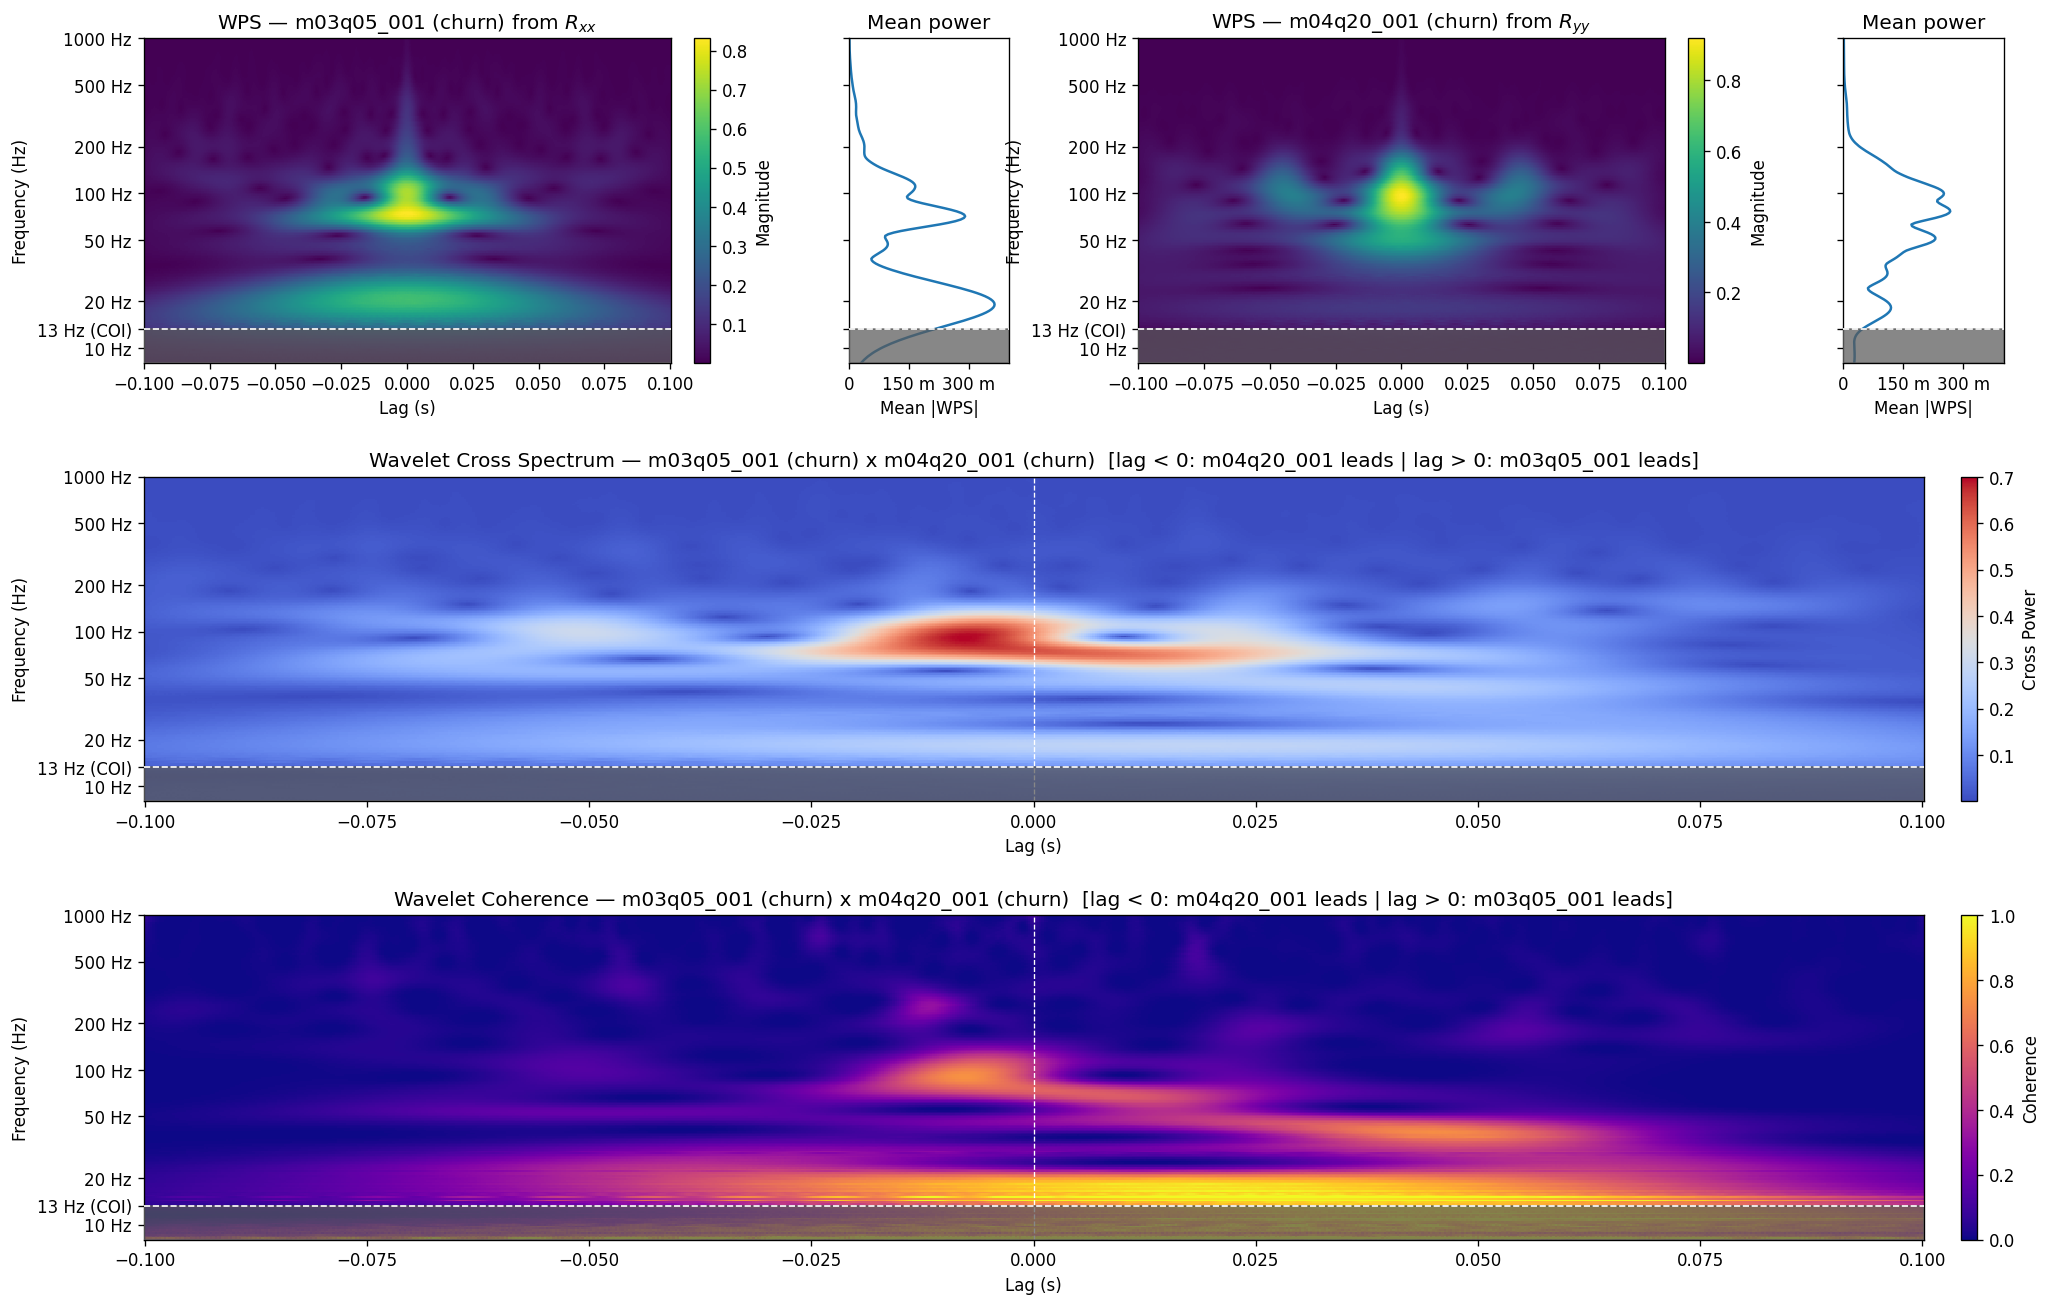 WPS — m03q05_001 (churn) from Rxx
Mean power
WPS — m04q20_001 (churn) from Ryy
Mean power
1000 Hz
500 Hz
200 Hz
100 Hz
50 Hz
20 Hz
13 Hz (COI)
10 Hz
Frequency (Hz)
−0.100 −0.075 −0.050 −0.025 0.000 0.025 0.050 0.075 0.100
Lag (s)
0.8
0.7
0.6
0.5
0.4
0.3
0.2
0.1
Magnitude
0 150 m 300 m
Mean |WPS|
1000 Hz
500 Hz
200 Hz
100 Hz
50 Hz
20 Hz
13 Hz (COI)
10 Hz
Frequency (Hz)
−0.100 −0.075 −0.050 −0.025 0.000 0.025 0.050 0.075 0.100
Lag (s)
0.8
0.6
0.4
0.2
Magnitude
0 150 m 300 m
Mean |WPS|
Wavelet Cross Spectrum — m03q05_001 (churn) x m04q20_001 (churn) [lag < 0: m04q20_001 leads | lag > 0: m03q05_001 leads]
1000 Hz
500 Hz
200 Hz
100 Hz
50 Hz
20 Hz
13 Hz (COI)
10 Hz
Frequency (Hz)
−0.100 −0.075 −0.050 −0.025 0.000 0.025 0.050 0.075 0.100
Lag (s)
0.7
0.6
0.5
0.4
0.3
0.2
0.1
Cross Power
Wavelet Coherence — m03q05_001 (churn) x m04q20_001 (churn) [lag < 0: m04q20_001 leads | lag > 0: m03q05_001 leads]
1000 Hz
500 Hz
200 Hz
100 Hz
50 Hz
20 Hz
13 Hz (COI)
10 Hz
Frequency (Hz)
−0.100 −0.075 −0.050 −0.025 0.000 0.025 0.050 0.075 0.100
Lag (s)
1.0
0.8
0.6
0.4
0.2
0.0
Coherence